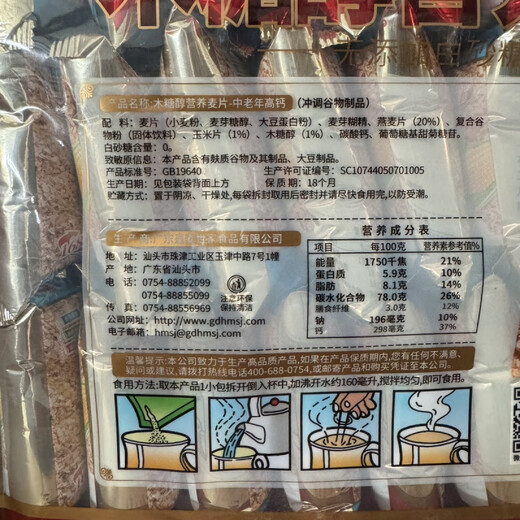 无添加白砂糖
产品名称:木糖醇营养麦片-中老年高钙 (冲调谷物制品)
配 料: 麦片 (小麦粉、麦芽糖醇、大豆蛋白粉) 、麦芽糊精、燕麦片 (20%) 、复合谷
物粉 (固体饮料) 、玉米片 (1%) 、木糖醇 (1%) 、碳酸钙、葡萄糖基甜菊糖苷。
白砂糖含量: 0。
致敏原信息: 本产品含有麸质谷物及其制品、大豆制品。
产品标准号: GB19640 生产许可证编号: SC10744050701005
生产日期: 见包装袋背面上方 保 质 期: 18个月
贮藏方式: 置于阴凉、干燥处,每袋拆封取用后密封并请尽快食用完,以防受潮。
食品有限公司
地 址: 汕头市珠津工业区玉津中路7号1幢
产 地: 广东省汕头市
电 话: 0754-88852099
0754-88855099
传 真: 0754-88556969
公司网址: http://www.gdhmsj.com
电子邮箱: hmsj@gdhmsj.com
注意环保
保持清洁
营 养 成 分 表
项目 每100克 营养素参考值%
能量 1750千焦 21%
蛋白质 5.9克 10%
脂肪 8.1克 14%
碳水化合物 78.0克 26%
膳食纤维 3.0克 12%
钠 196毫克 10%
钙 298毫克 37%
温馨提示: 本公司致力于生产高品质产品,如果在产品保质期内,您有任何不满意、
疑问或建议,请拨打热线电话400-688-0754,或邮寄产品和购买凭证至本公司。
食用方法: 取本产品1小包拆开倒入杯中,加沸开水约160毫升,搅拌均匀,即可食用。